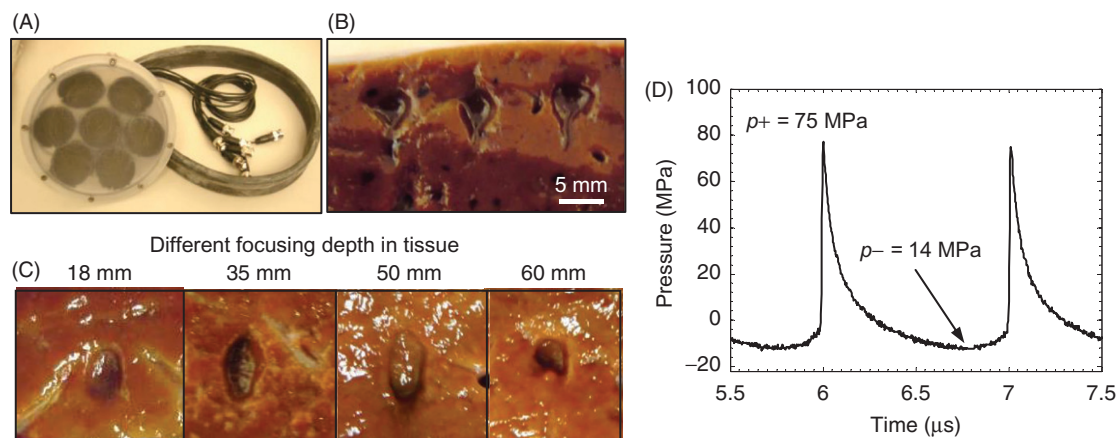 (A)
(B)
5 mm
Different focusing depth in tissue
(C)
18 mm
35 mm
50 mm
60 mm
(D)
100
80
60
40
20
0
−20
Pressure (MPa)
p+ = 75 MPa
p− = 14 MPa
5.5
6
6.5
7
7.5
Time (μs)